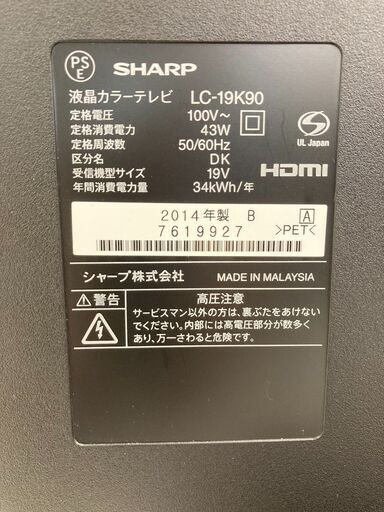 PS
E
SHARP
液晶カラーテレビ LC-19K90
定格電圧 100V～
定格消費電力 43W
定格周波数 50/60Hz
区分名 DK
受信機型サイズ 19V
年間消費電力量 34kWh/年
S
UL Japan
HDMI
2014年製 B A
7619927 >PET<
シャープ株式会社 MADE IN MALAYSIA
⚠警告 高圧注意
サービスマン以外の方は、裏ぶたをあけない
でください。内部には高電圧部分が数多く
あり、万一さわると危険です。